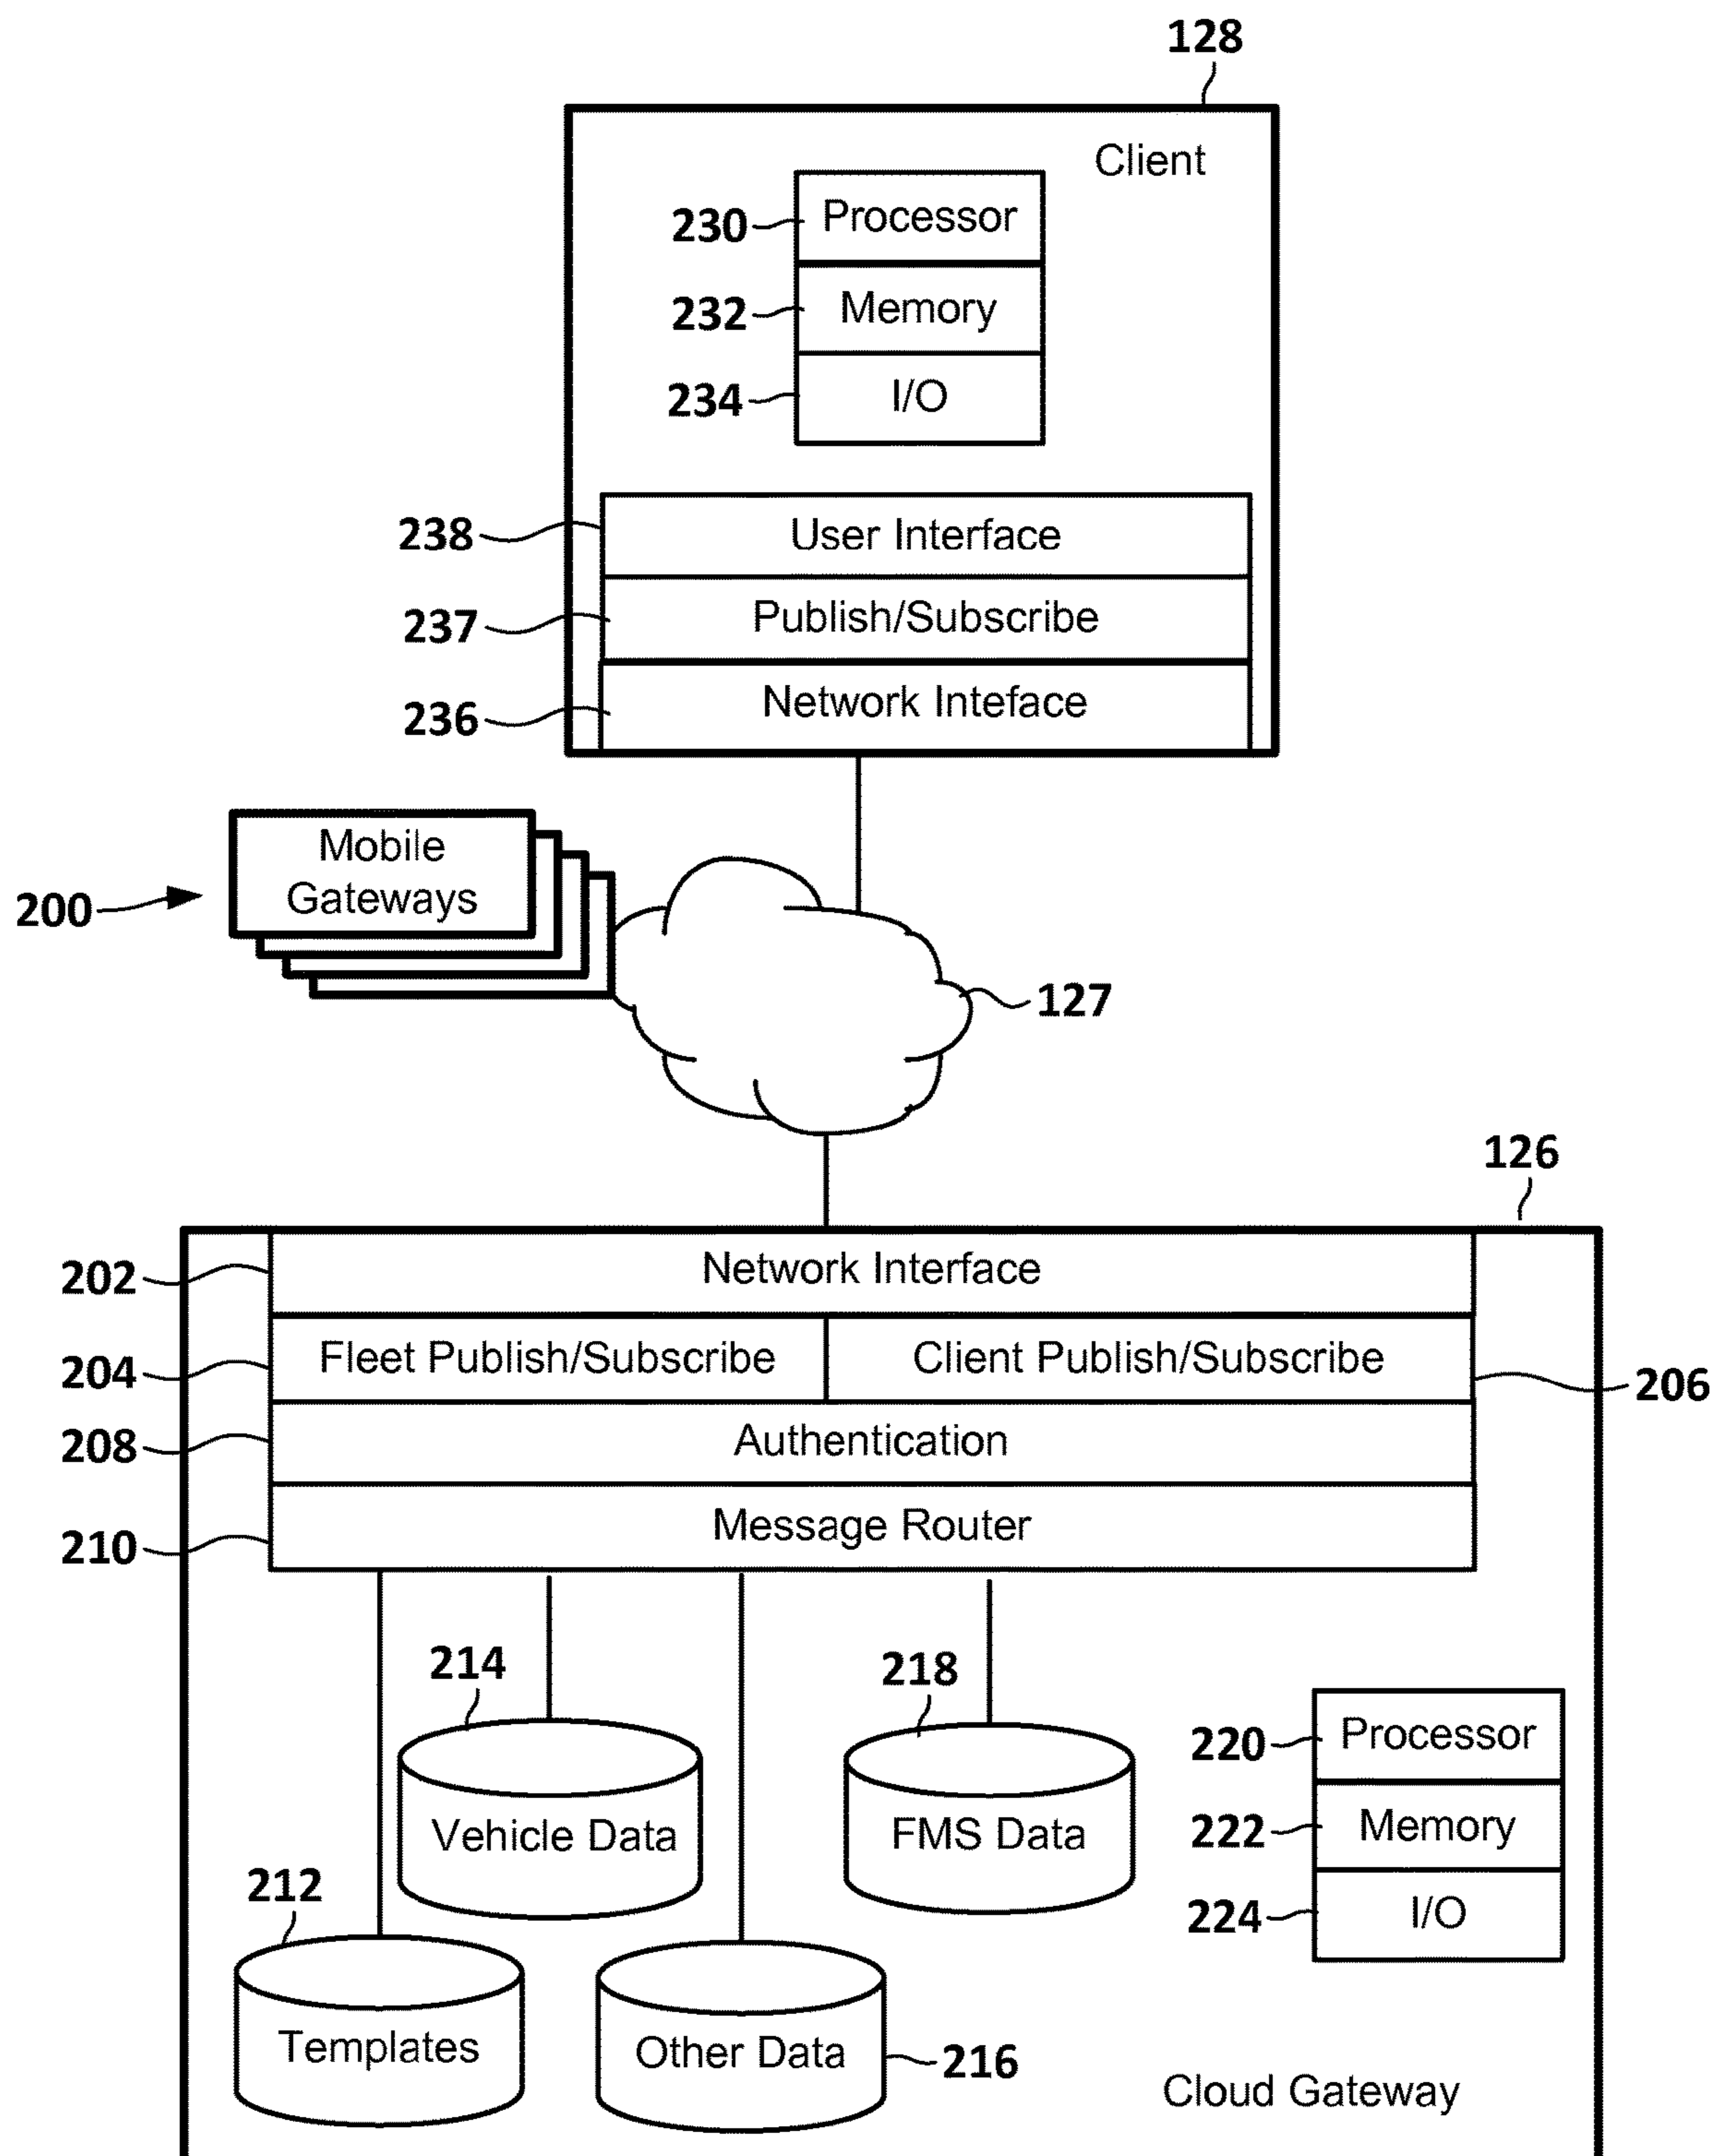 128
Client
230 Processor
232 Memory
234 I/O
238 User Interface
237 Publish/Subscribe
236 Network Inteface
Mobile
Gateways
200
127
126
202 Network Interface
204 Fleet Publish/Subscribe Client Publish/Subscribe 206
208 Authentication
210 Message Router
214 218
220 Processor
Vehicle Data FMS Data 222 Memory
212 224 I/O
Templates Other Data 216
Cloud Gateway